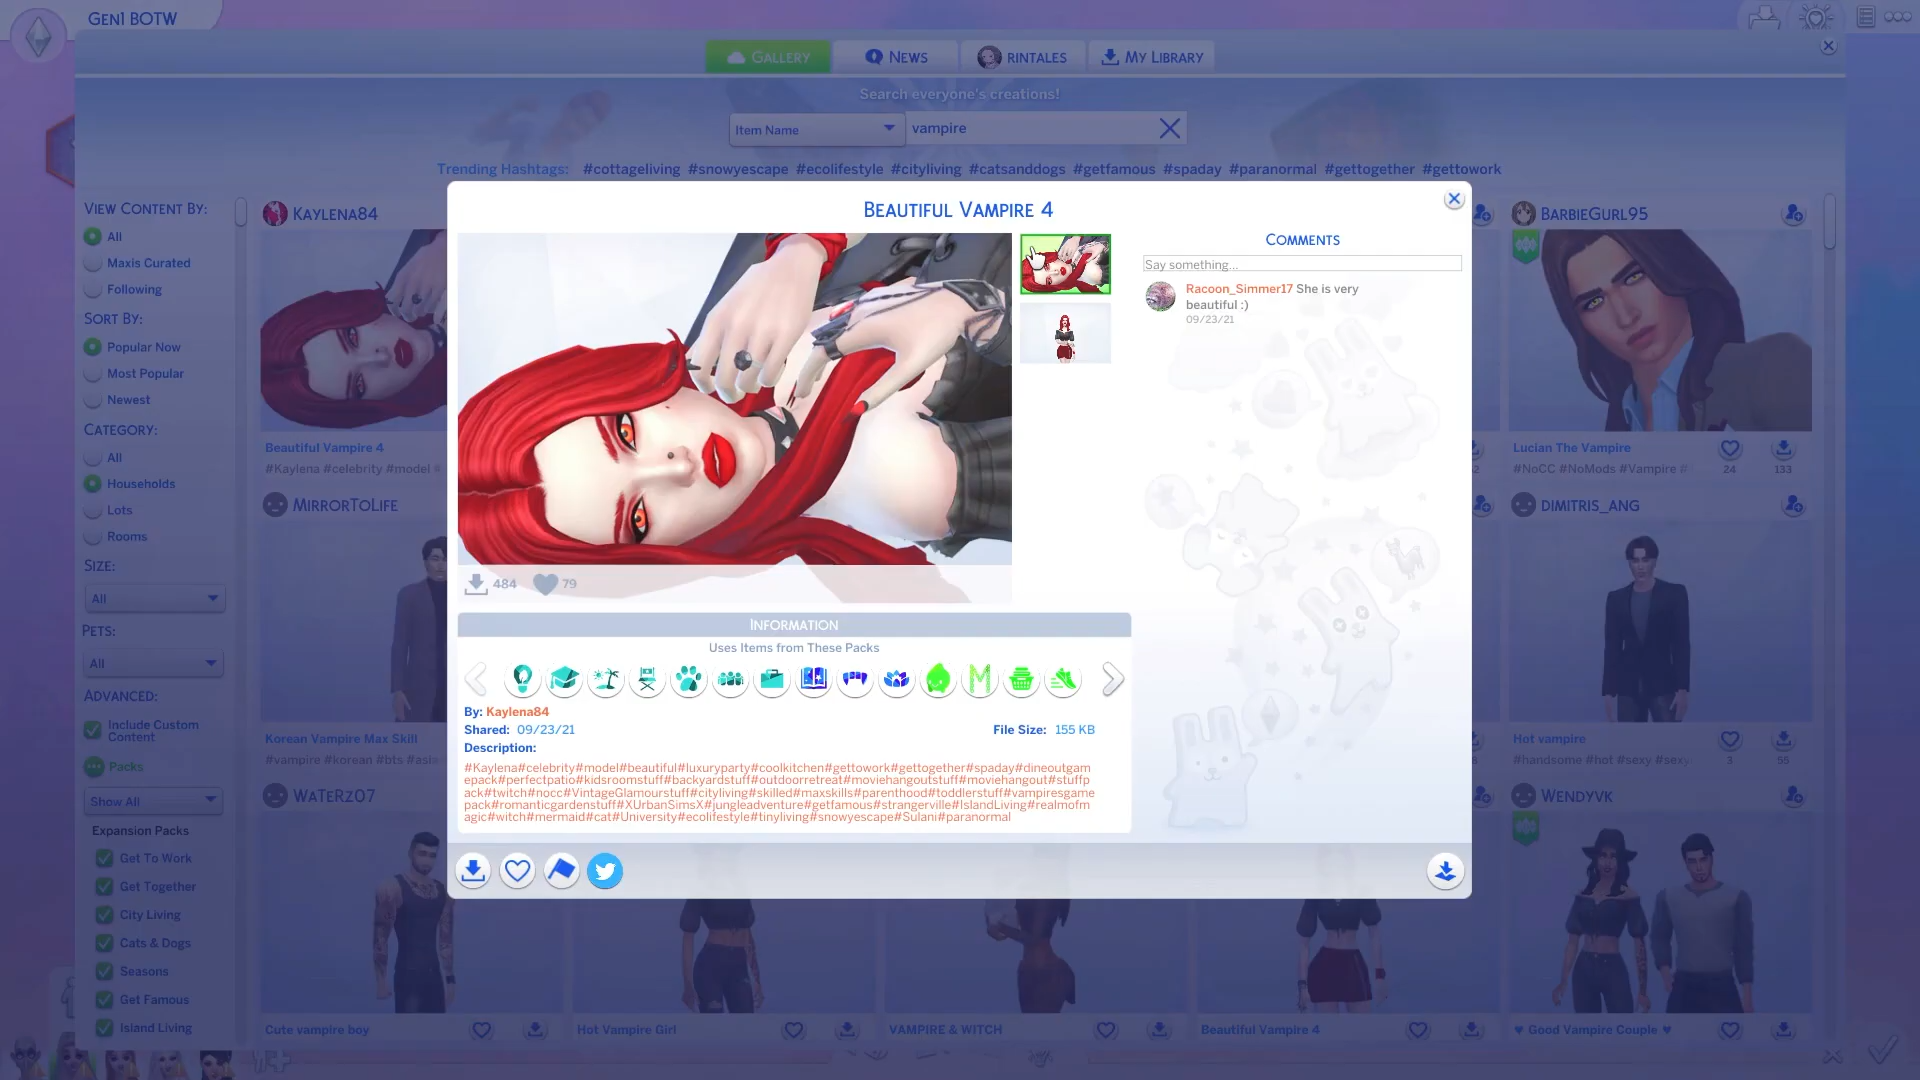 GEN1 BOTW
GALLERY
NEWS
RINTALES
MY LIBRARY
Search everyone's creations!
Item Name
vampire
Trending Hashtags: #cottageliving #snowyescape #ecolifestyle #cityliving #catsanddogs #getfamous #spaday #paranormal #gettogether #gettowork
VIEW CONTENT BY:
All
Maxis Curated
Following
SORT BY:
Popular Now
Most Popular
Newest
CATEGORY:
All
Households
Lots
Rooms
SIZE:
All
PETS:
All
ADVANCED:
Include Custom
Content
Packs
Show All
Expansion Packs
Get To Work
Get Together
City Living
Cats & Dogs
Seasons
Get Famous
Island Living
KAYLENA84
Beautiful Vampire 4
#Kaylena #celebrity #model
MIRRORTOLIFE
Korean Vampire Max Skill
#vampire #korean #bts #asia
WATERZ07
Cute vampire boy
Hot Vampire Girl
VAMPIRE & WITCH
Beautiful Vampire 4
♥ Good Vampire Couple ♥
BEAUTIFUL VAMPIRE 4
484
79
INFORMATION
Uses Items from These Packs
By: Kaylena84
Shared: 09/23/21
File Size: 155 KB
Description:
#Kaylena#celebrity#model#beautiful#luxuryparty#coolkitchen#gettowork#gettogether#spaday#dineoutgam
epack#perfectpatio#kidsroomstuff#backyardstuff#outdoorretreat#moviehangoutstuff#moviehangout#stuffp
ack#twitch#nocc#VintageGlamourstuff#cityliving#skilled#maxskills#parenthood#toddlerstuff#vampiresgame
pack#romanticgardenstuff#XUrbanSimsX#jungleadventure#getfamous#strangerville#IslandLiving#realmofm
agic#witch#mermaid#cat#University#ecolifestyle#tinyliving#snowyescape#Sulani#paranormal
COMMENTS
Say something...
Racoon_Simmer17 She is very
beautiful ;)
09/23/21
BARBIEGURL95
Lucian The Vampire
#NoCC #NoMods #Vampire #
24
133
DIMITRIS_ANG
Hot vampire
#handsome #hot #sexy #sexy
3
55
WENDYVK